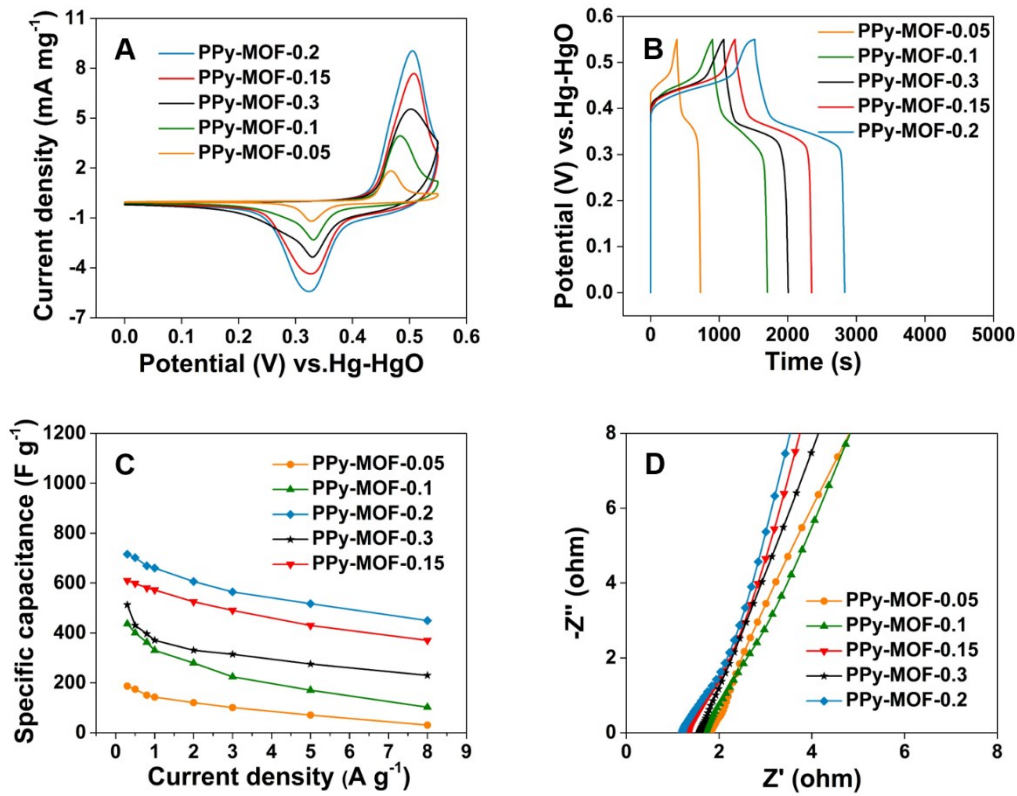 A
Current density (mA mg⁻¹)
11
8
5
2
-1
-4
-7
PPy-MOF-0.2
PPy-MOF-0.15
PPy-MOF-0.3
PPy-MOF-0.1
PPy-MOF-0.05
0.0 0.1 0.2 0.3 0.4 0.5 0.6
Potential (V) vs.Hg-HgO
B
Potential (V) vs.Hg-HgO
0.6
0.5
0.4
0.3
0.2
0.1
0.0
PPy-MOF-0.05
PPy-MOF-0.1
PPy-MOF-0.3
PPy-MOF-0.15
PPy-MOF-0.2
0 1000 2000 3000 4000 5000
Time (s)
C
Specific capacitance (F g⁻¹)
1200
1000
800
600
400
200
0
PPy-MOF-0.05
PPy-MOF-0.1
PPy-MOF-0.2
PPy-MOF-0.3
PPy-MOF-0.15
0 1 2 3 4 5 6 7 8 9
Current density (A g⁻¹)
D
-Z'' (ohm)
8
6
4
2
0
PPy-MOF-0.05
PPy-MOF-0.1
PPy-MOF-0.15
PPy-MOF-0.3
PPy-MOF-0.2
0 2 4 6 8
Z' (ohm)